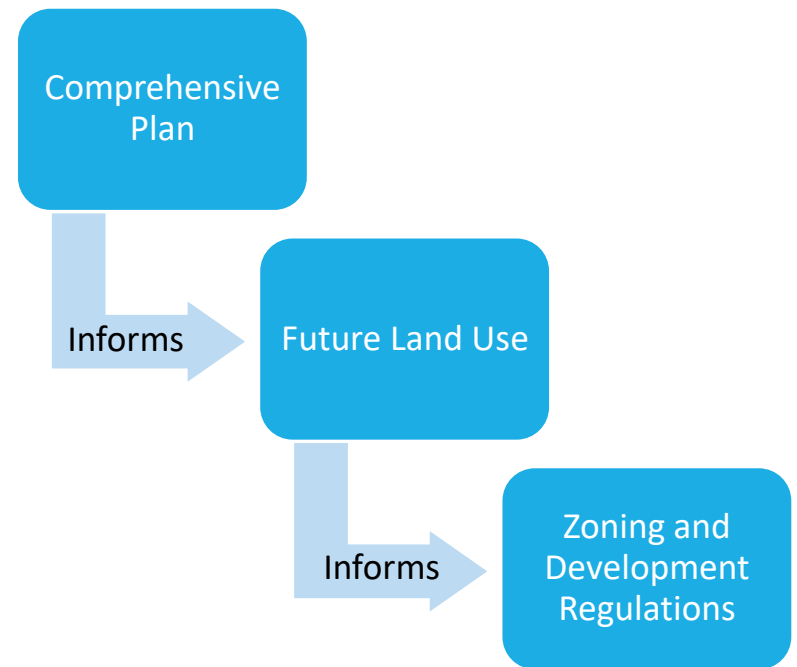 Comprehensive
Plan
Informs
Future Land Use
Informs
Zoning and
Development
Regulations